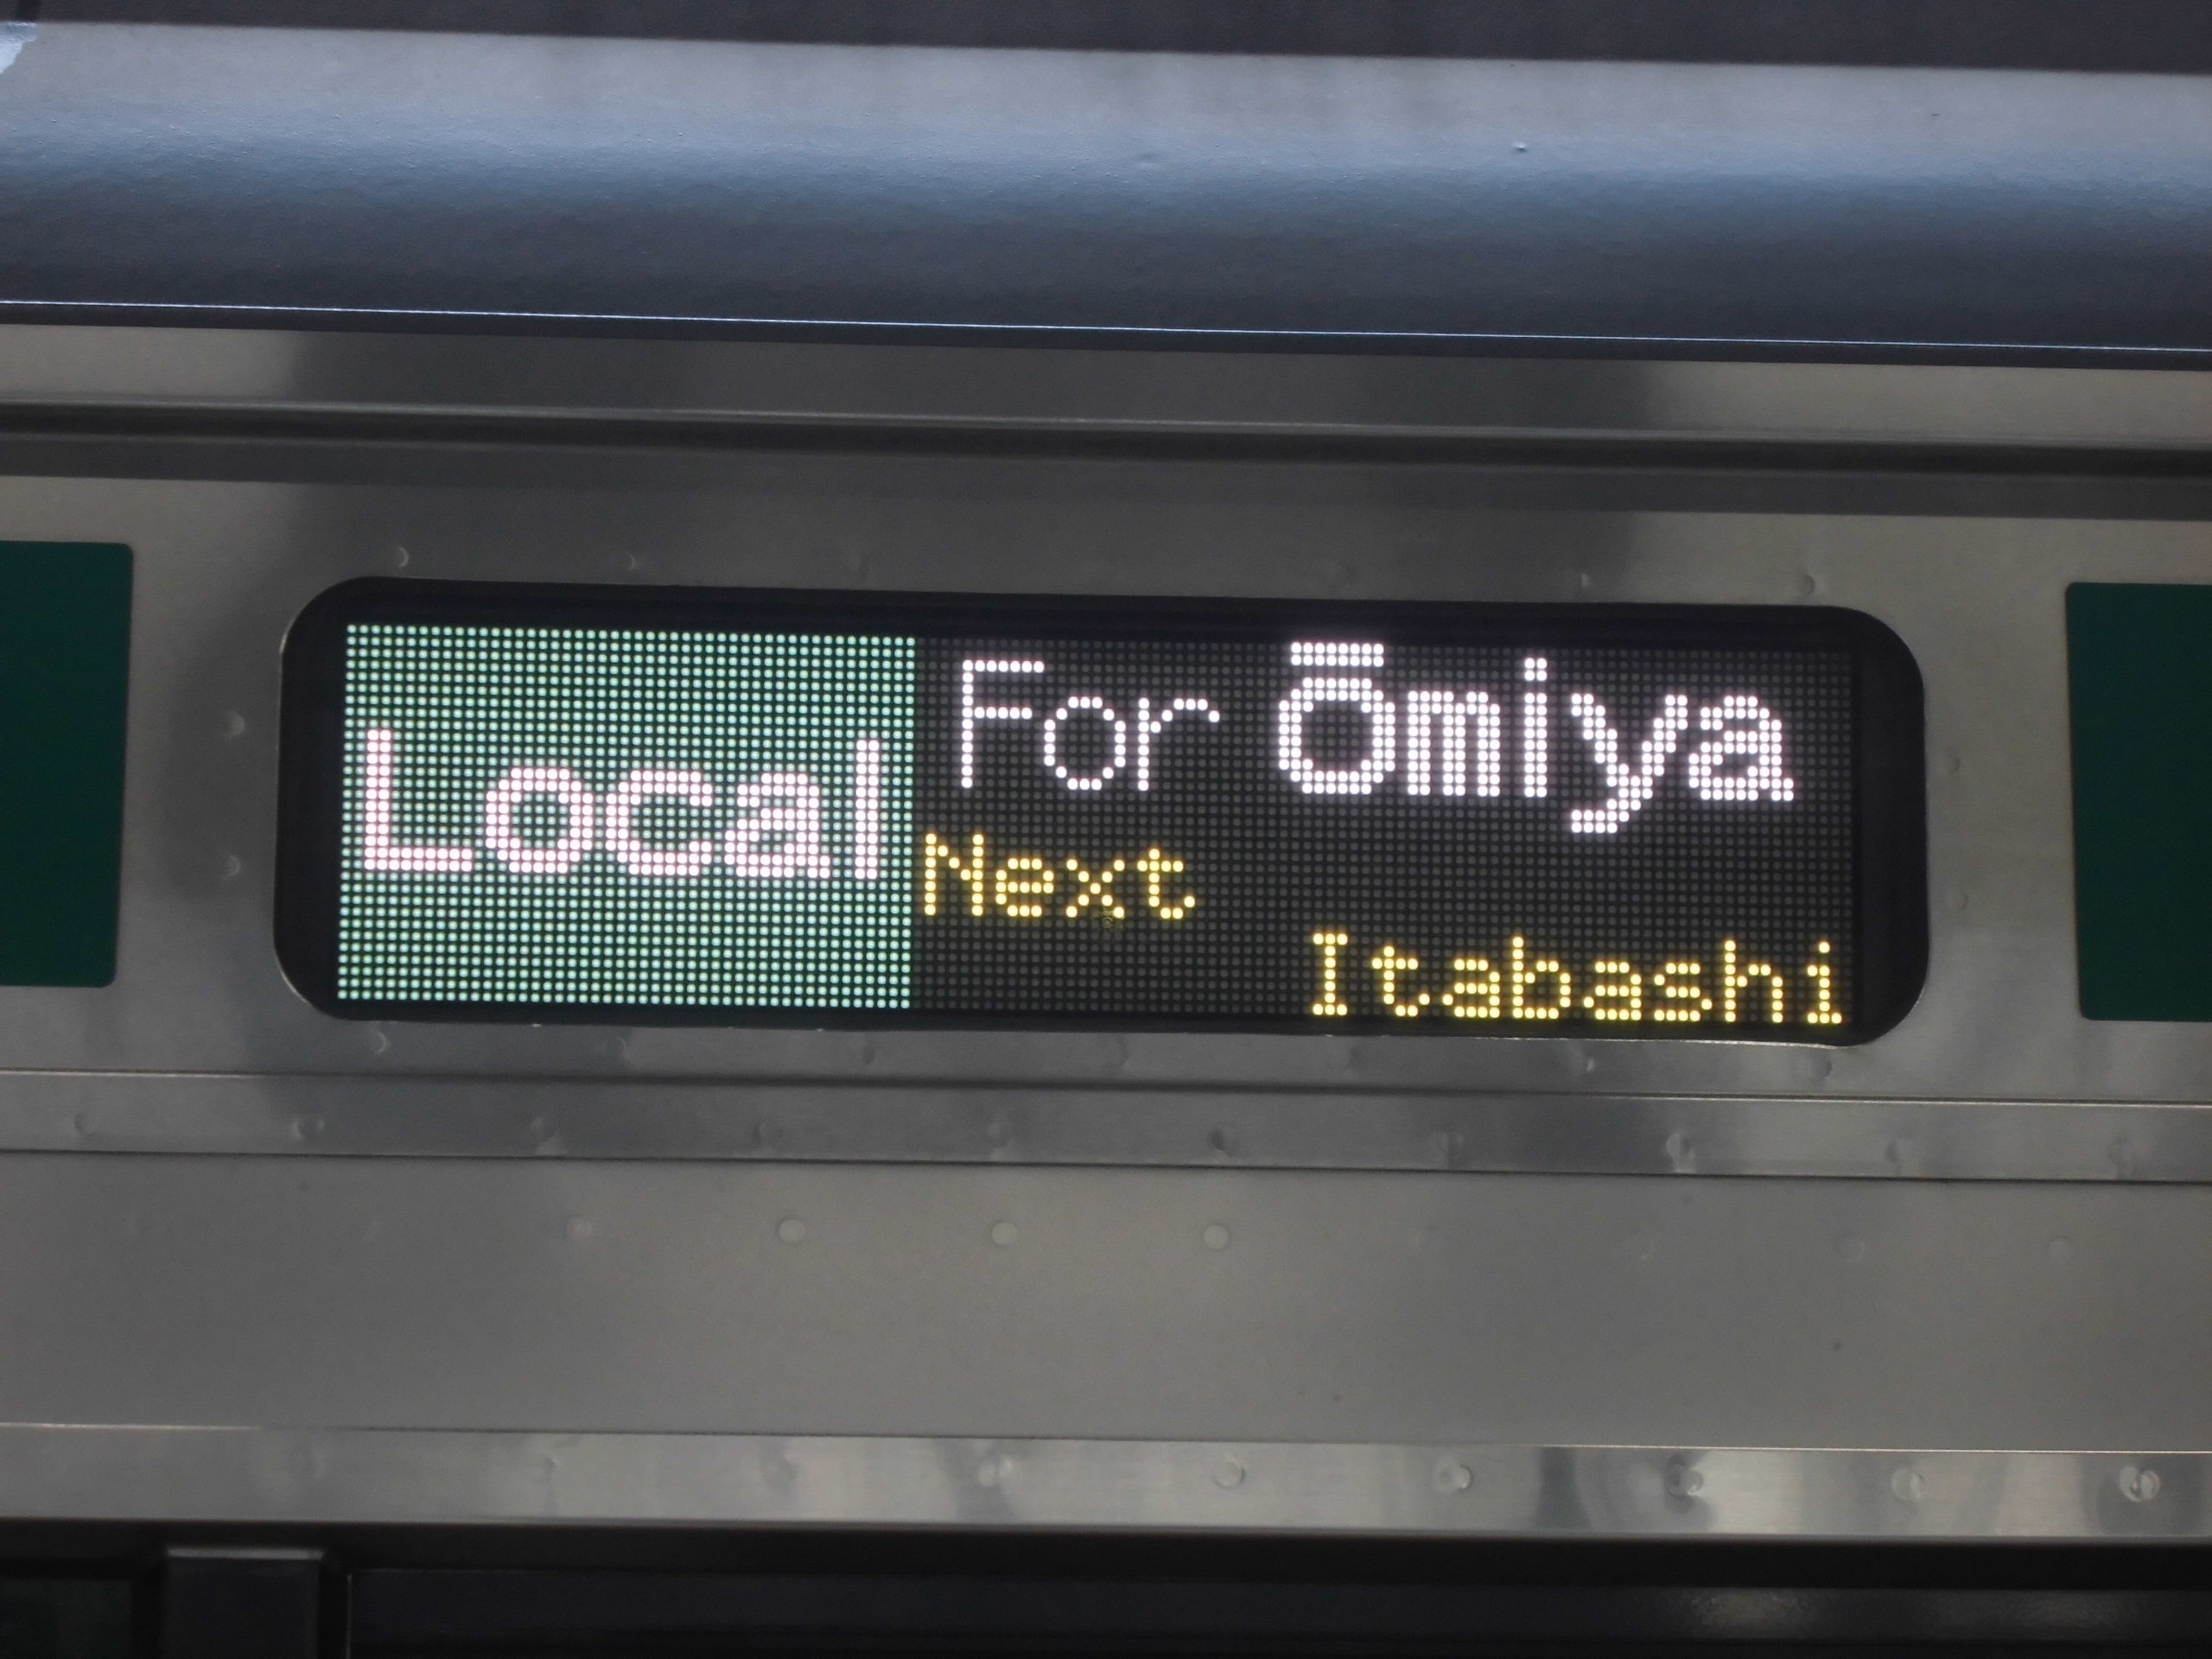 Local
For Ōmiya
Next
Itabashi